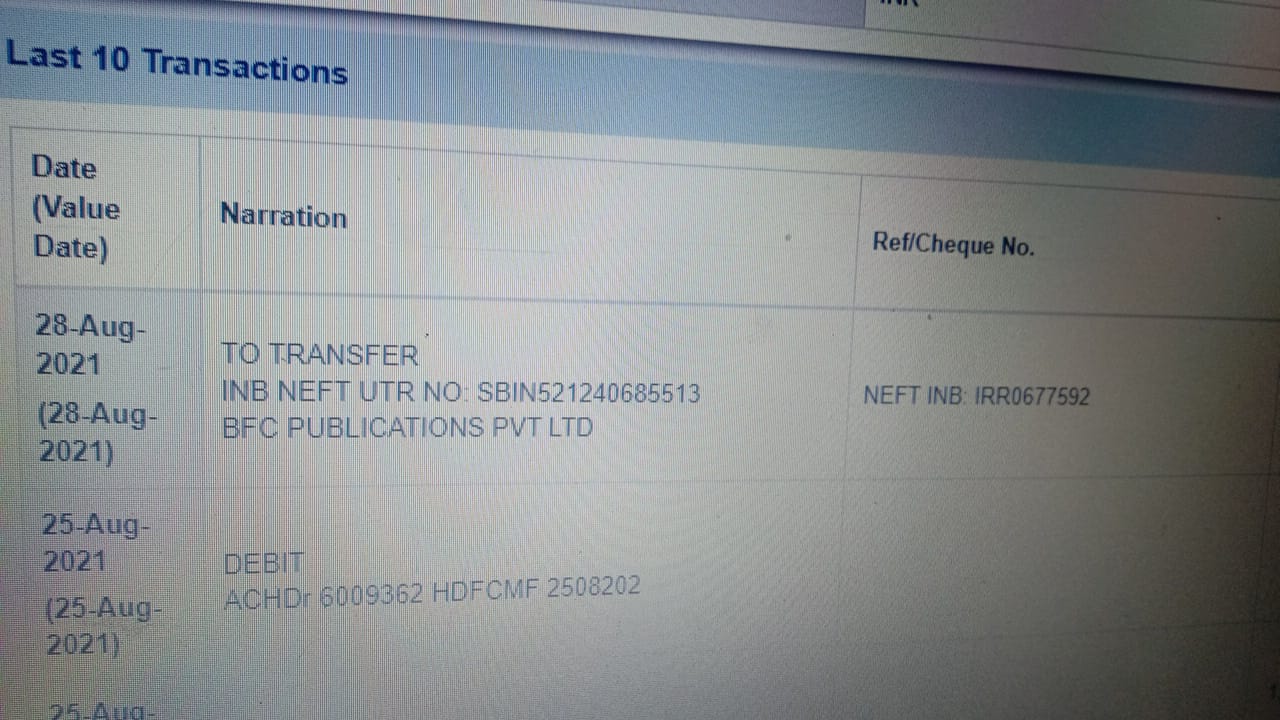 INR
Last 10 Transactions
Date
(Value
Date)
Narration
Ref/Cheque No.
28-Aug-
2021
(28-Aug-
2021)
TO TRANSFER
INB NEFT UTR NO: SBIN521240685513
BFC PUBLICATIONS PVT LTD
NEFT INB: IRR0677592
25-Aug-
2021
(25-Aug-
2021)
DEBIT
ACHDr 6009362 HDFCMF 2508202
25-Aug-